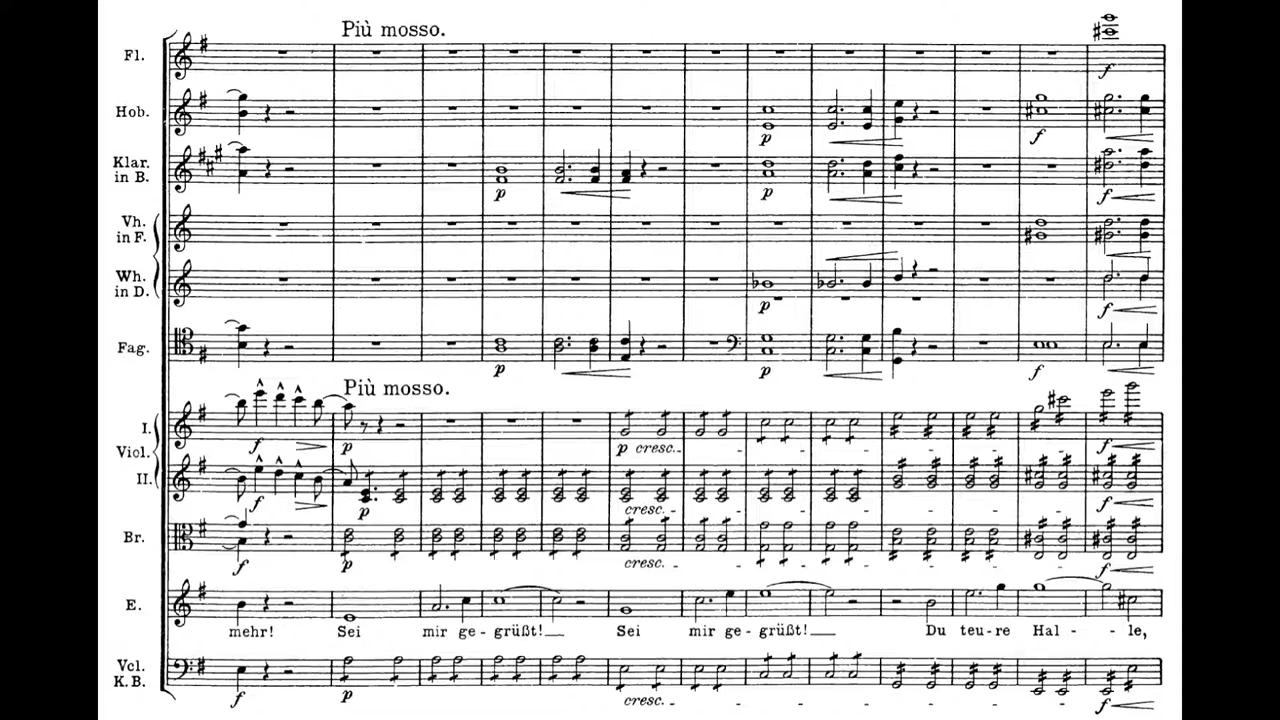 Più mosso.
Fl.
f
Hob.
p
f
Klar.
in B.
p
p
f
Vh.
in F.
Wh.
in D.
p
f
Fag.
p
p
f
Più mosso.
I.
f
p
p cresc.
f
Viol.
II.
f
p
cresc.
f
Br.
f
p
cresc.
f
E.
mehr! Sei mir ge-grüßt! Sei mir ge-grüßt! Du teu-re Hal - - le,
Vcl.
K. B.
f
p
cresc.
f